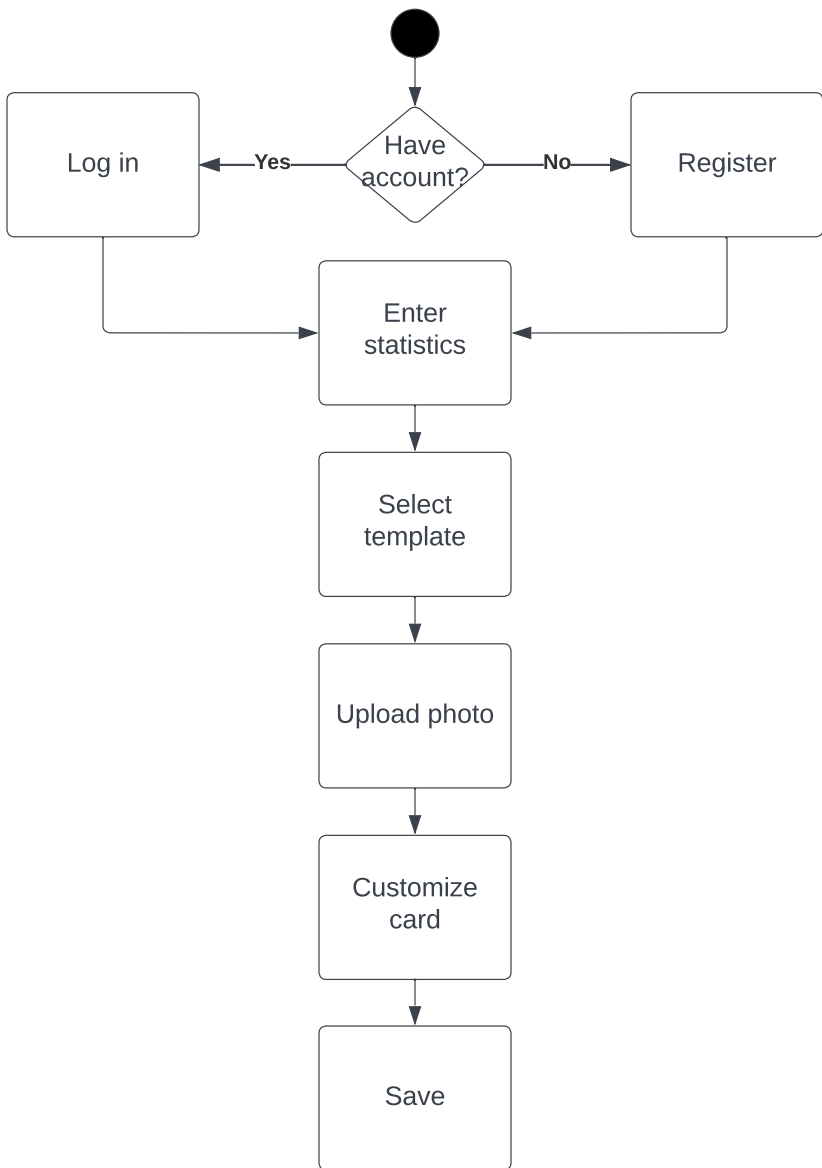 Have
account?
Log in
Yes
No
Register
Enter
statistics
Select
template
Upload photo
Customize
card
Save